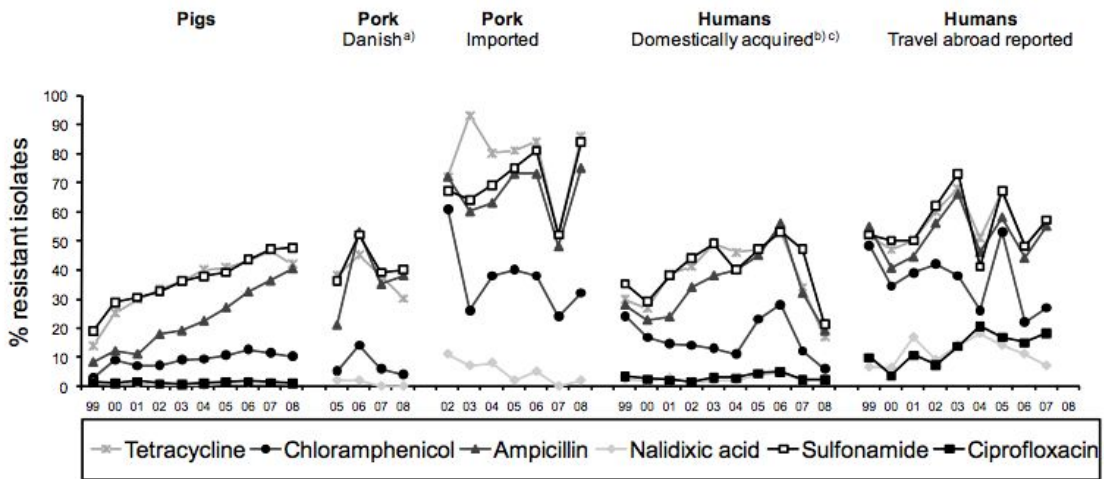 Pigs Pork Pork Humans Humans
Danish a) Imported Domestically acquired b) c) Travel abroad reported
% resistant isolates
100
90
80
70
60
50
40
30
20
10
0
99 00 01 02 03 04 05 06 07 08 05 06 07 08 02 03 04 05 06 07 08 99 00 01 02 03 04 05 06 07 08 99 00 01 02 03 04 05 06 07 08
Tetracycline Chloramphenicol Ampicillin Nalidixic acid Sulfonamide Ciprofloxacin